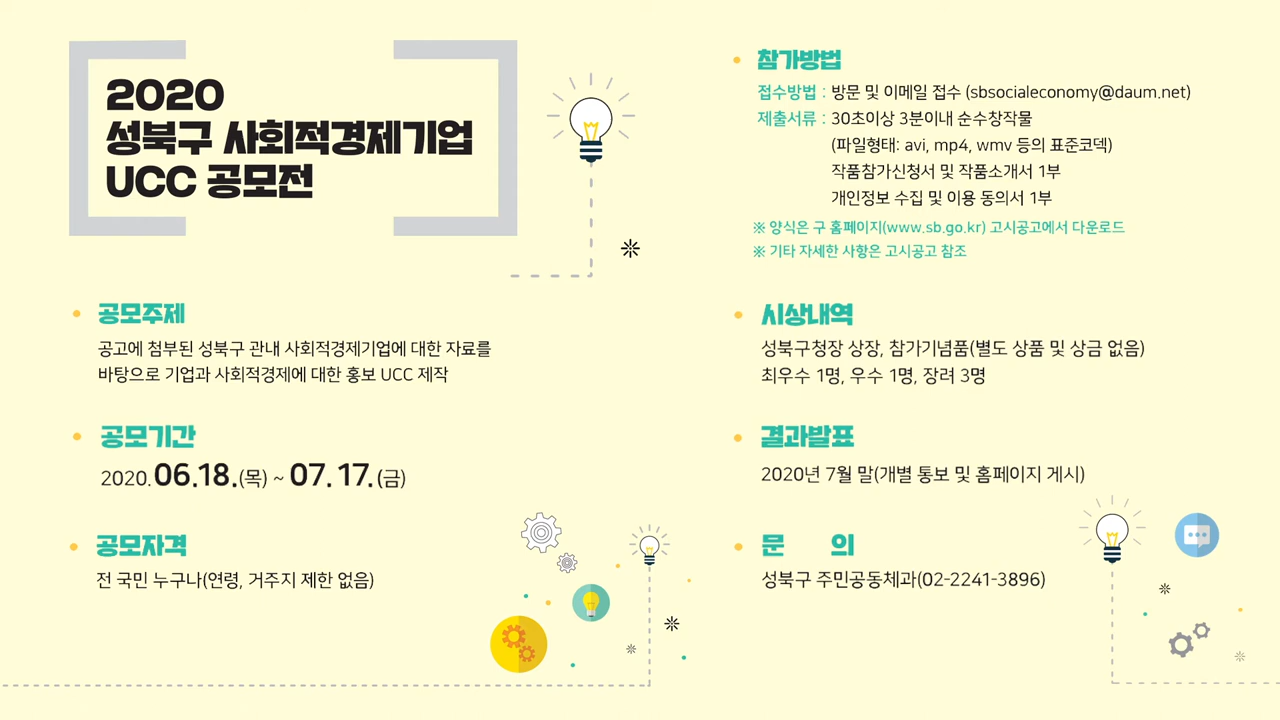 2020
성북구 사회적경제기업
UCC 공모전
공모주제
공고에 첨부된 성북구 관내 사회적경제기업에 대한 자료를
바탕으로 기업과 사회적경제에 대한 홍보 UCC 제작
공모기간
2020. 06.18.(목) ~ 07. 17.(금)
공모자격
전 국민 누구나(연령, 거주지 제한 없음)
참가방법
접수방법 : 방문 및 이메일 접수 (sbsocialeconomy@daum.net)
제출서류 : 30초이상 3분이내 순수창작물
(파일형태: avi, mp4, wmv 등의 표준코덱)
작품참가신청서 및 작품소개서 1부
개인정보 수집 및 이용 동의서 1부
※ 양식은 구 홈페이지(www.sb.go.kr) 고시공고에서 다운로드
※ 기타 자세한 사항은 고시공고 참조
시상내역
성북구청장 상장, 참가기념품(별도 상품 및 상금 없음)
최우수 1명, 우수 1명, 장려 3명
결과발표
2020년 7월 말(개별 통보 및 홈페이지 게시)
문 의
성북구 주민공동체과(02-2241-3896)